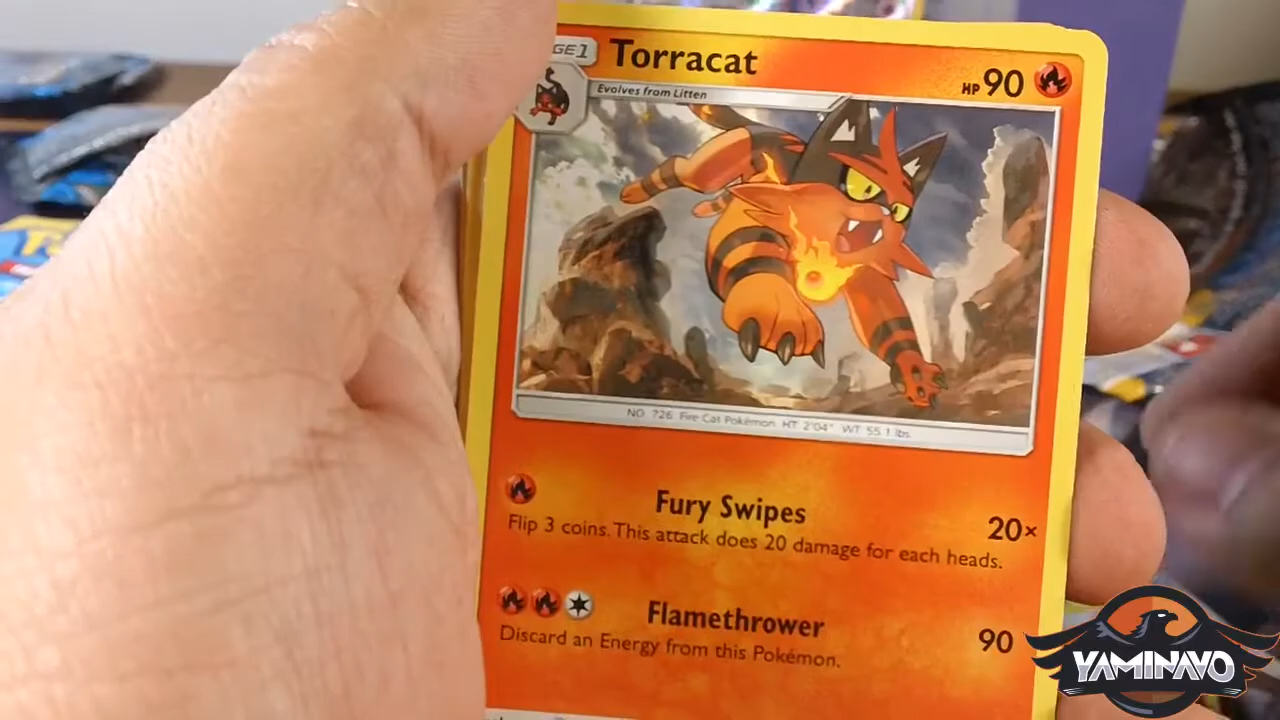 GE1
Torracat
HP 90
Evolves from Litten
NO. 726 Fire Cat Pokémon HT 2'04" WT 55.1 lbs.
Fury Swipes
20×
Flip 3 coins. This attack does 20 damage for each heads.
Flamethrower
90
Discard an Energy from this Pokémon.
YAMINAVO